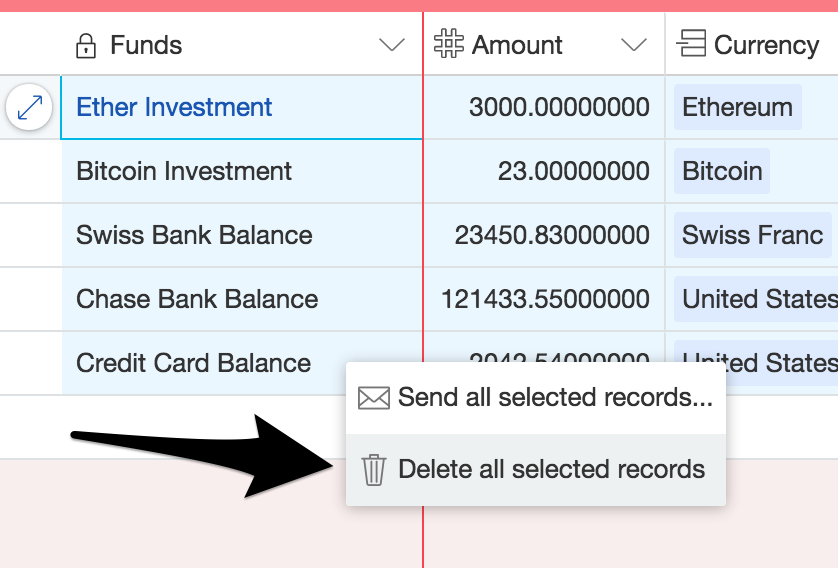 Funds Amount Currency
Ether Investment 3000.00000000 Ethereum
Bitcoin Investment 23.00000000 Bitcoin
Swiss Bank Balance 23450.83000000 Swiss Franc
Chase Bank Balance 121433.55000000 United States
Credit Card Balance 2042.54000000 United States
Send all selected records...
Delete all selected records